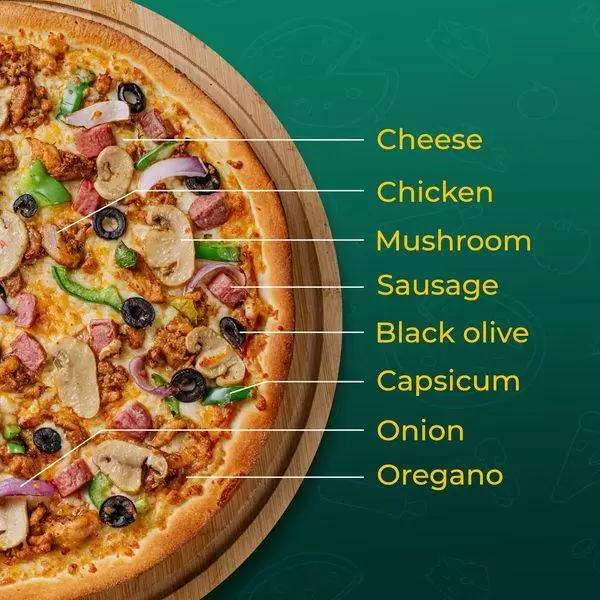 Cheese
Chicken
Mushroom
Sausage
Black olive
Capsicum
Onion
Oregano